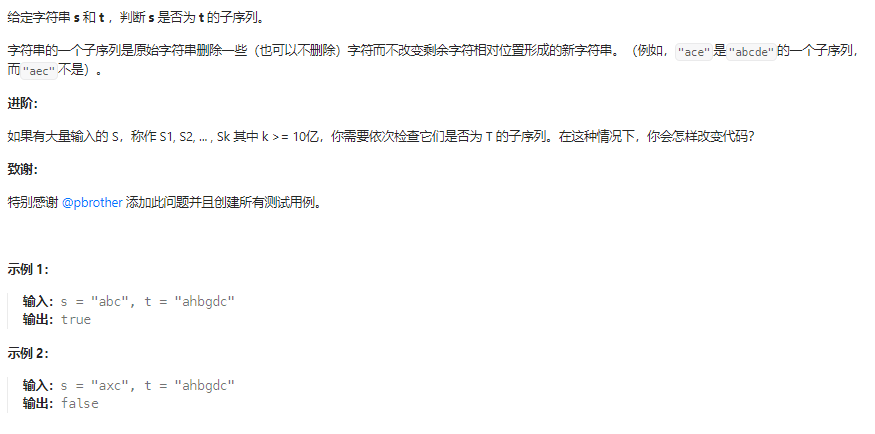 给定字符串 s 和 t ，判断 s 是否为 t 的子序列。
字符串的一个子序列是原始字符串删除一些（也可以不删除）字符而不改变剩余字符相对位置形成的新字符串。（例如，"ace"是"abcde"的一个子序列，
而"aec"不是）。
进阶：
如果有大量输入的 S，称作 S1, S2, ... , Sk 其中 k >= 10亿，你需要依次检查它们是否为 T 的子序列。在这种情况下，你会怎样改变代码？
致谢：
特别感谢 @pbrother 添加此问题并且创建所有测试用例。
示例 1：
输入：s = "abc", t = "ahbgdc"
输出：true
示例 2：
输入：s = "axc", t = "ahbgdc"
输出：false